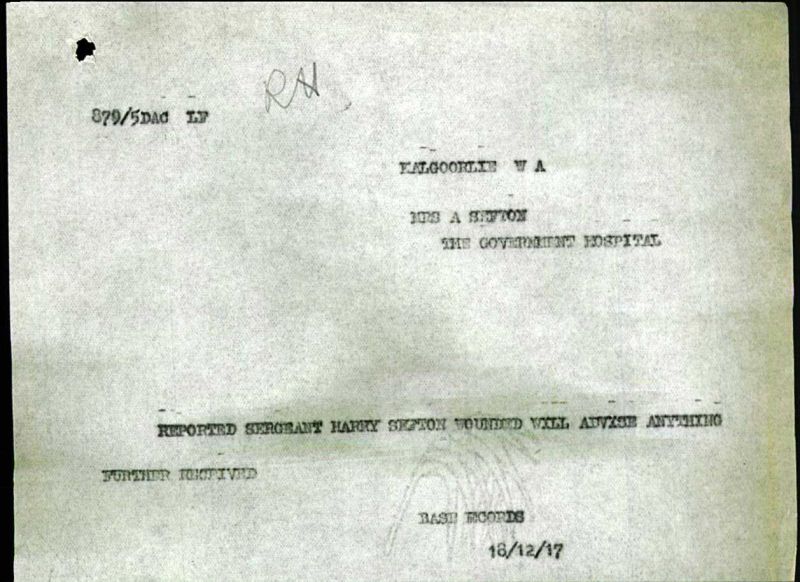 RH
879/5DAC LF
KALGOORLIE W A
MRS A SEFTON
THE GOVERNMENT HOSPITAL
REPORTED SERGEANT HARRY SEFTON WOUNDED WILL ADVISE ANYTHING
FURTHER RECEIVED
BASE RECORDS
18/12/17